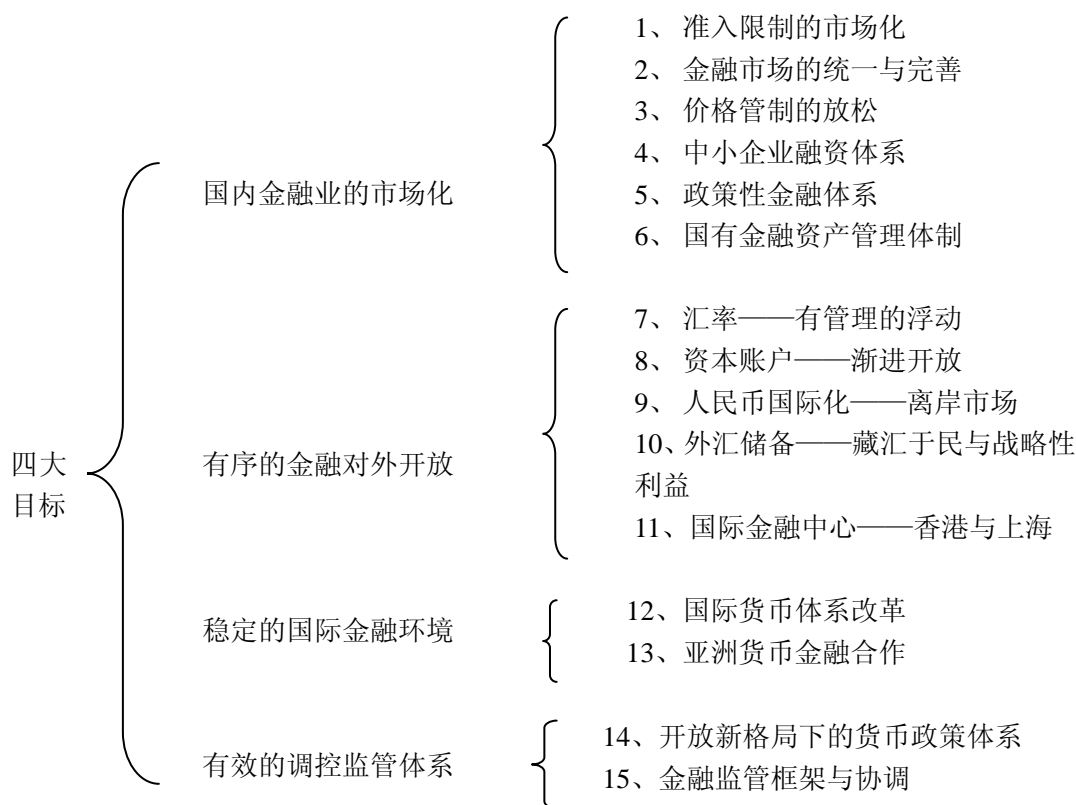 1、 准入限制的市场化
2、 金融市场的统一与完善
3、 价格管制的放松
4、 中小企业融资体系
5、 政策性金融体系
6、 国有金融资产管理体制
国内金融业的市场化
7、 汇率——有管理的浮动
8、 资本账户——渐进开放
9、 人民币国际化——离岸市场
10、外汇储备——藏汇于民与战略性
利益
11、国际金融中心——香港与上海
有序的金融对外开放
四大
目标
12、国际货币体系改革
13、亚洲货币金融合作
稳定的国际金融环境
14、开放新格局下的货币政策体系
15、金融监管框架与协调
有效的调控监管体系